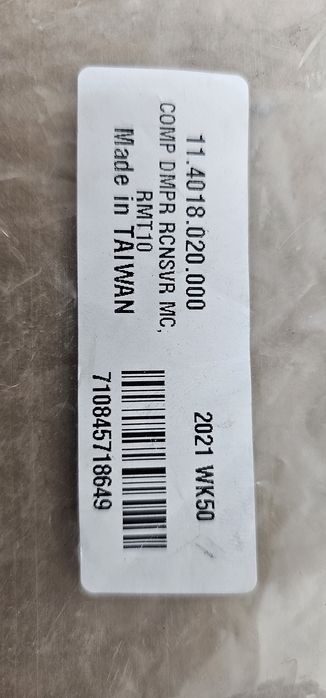 11.4018.020.000
COMP DMPR RCNSVR MC,
RMT10
Made in TAIWAN
2021 WK50
710845718649